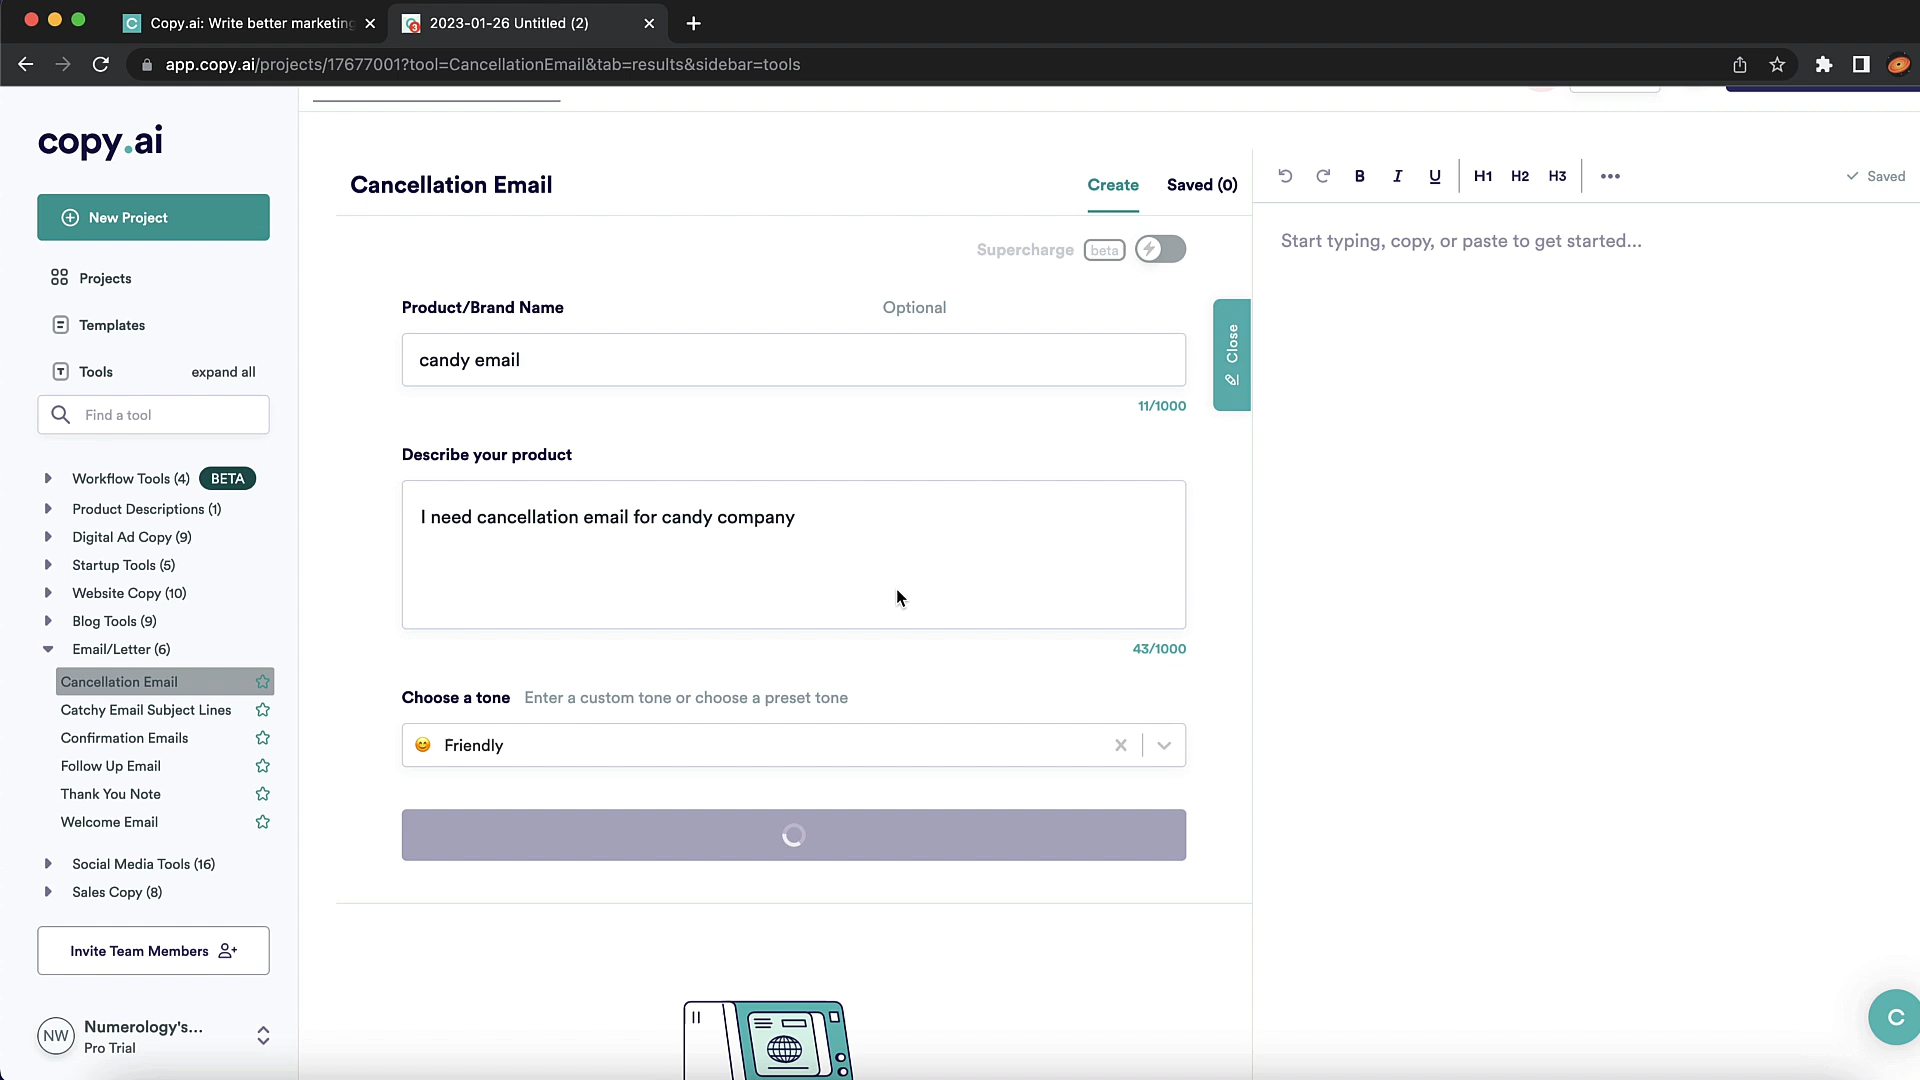 Copy.ai: Write better marketing
2023-01-26 Untitled (2)
app.copy.ai/projects/17677001?tool=CancellationEmail&tab=results&sidebar=tools
copy.ai
New Project
Projects
Templates
Tools
expand all
Find a tool
Workflow Tools (4)
BETA
Product Descriptions (1)
Digital Ad Copy (9)
Startup Tools (5)
Website Copy (10)
Blog Tools (9)
Email/Letter (6)
Cancellation Email
Catchy Email Subject Lines
Confirmation Emails
Follow Up Email
Thank You Note
Welcome Email
Social Media Tools (16)
Sales Copy (8)
Invite Team Members
NW
Numerology's...
Pro Trial
Cancellation Email
Create
Saved (0)
Supercharge
beta
Product/Brand Name
Optional
candy email
11/1000
Describe your product
I need cancellation email for candy company
43/1000
Choose a tone
Enter a custom tone or choose a preset tone
Friendly
Close
B
I
U
H1
H2
H3
Saved
Start typing, copy, or paste to get started...
C